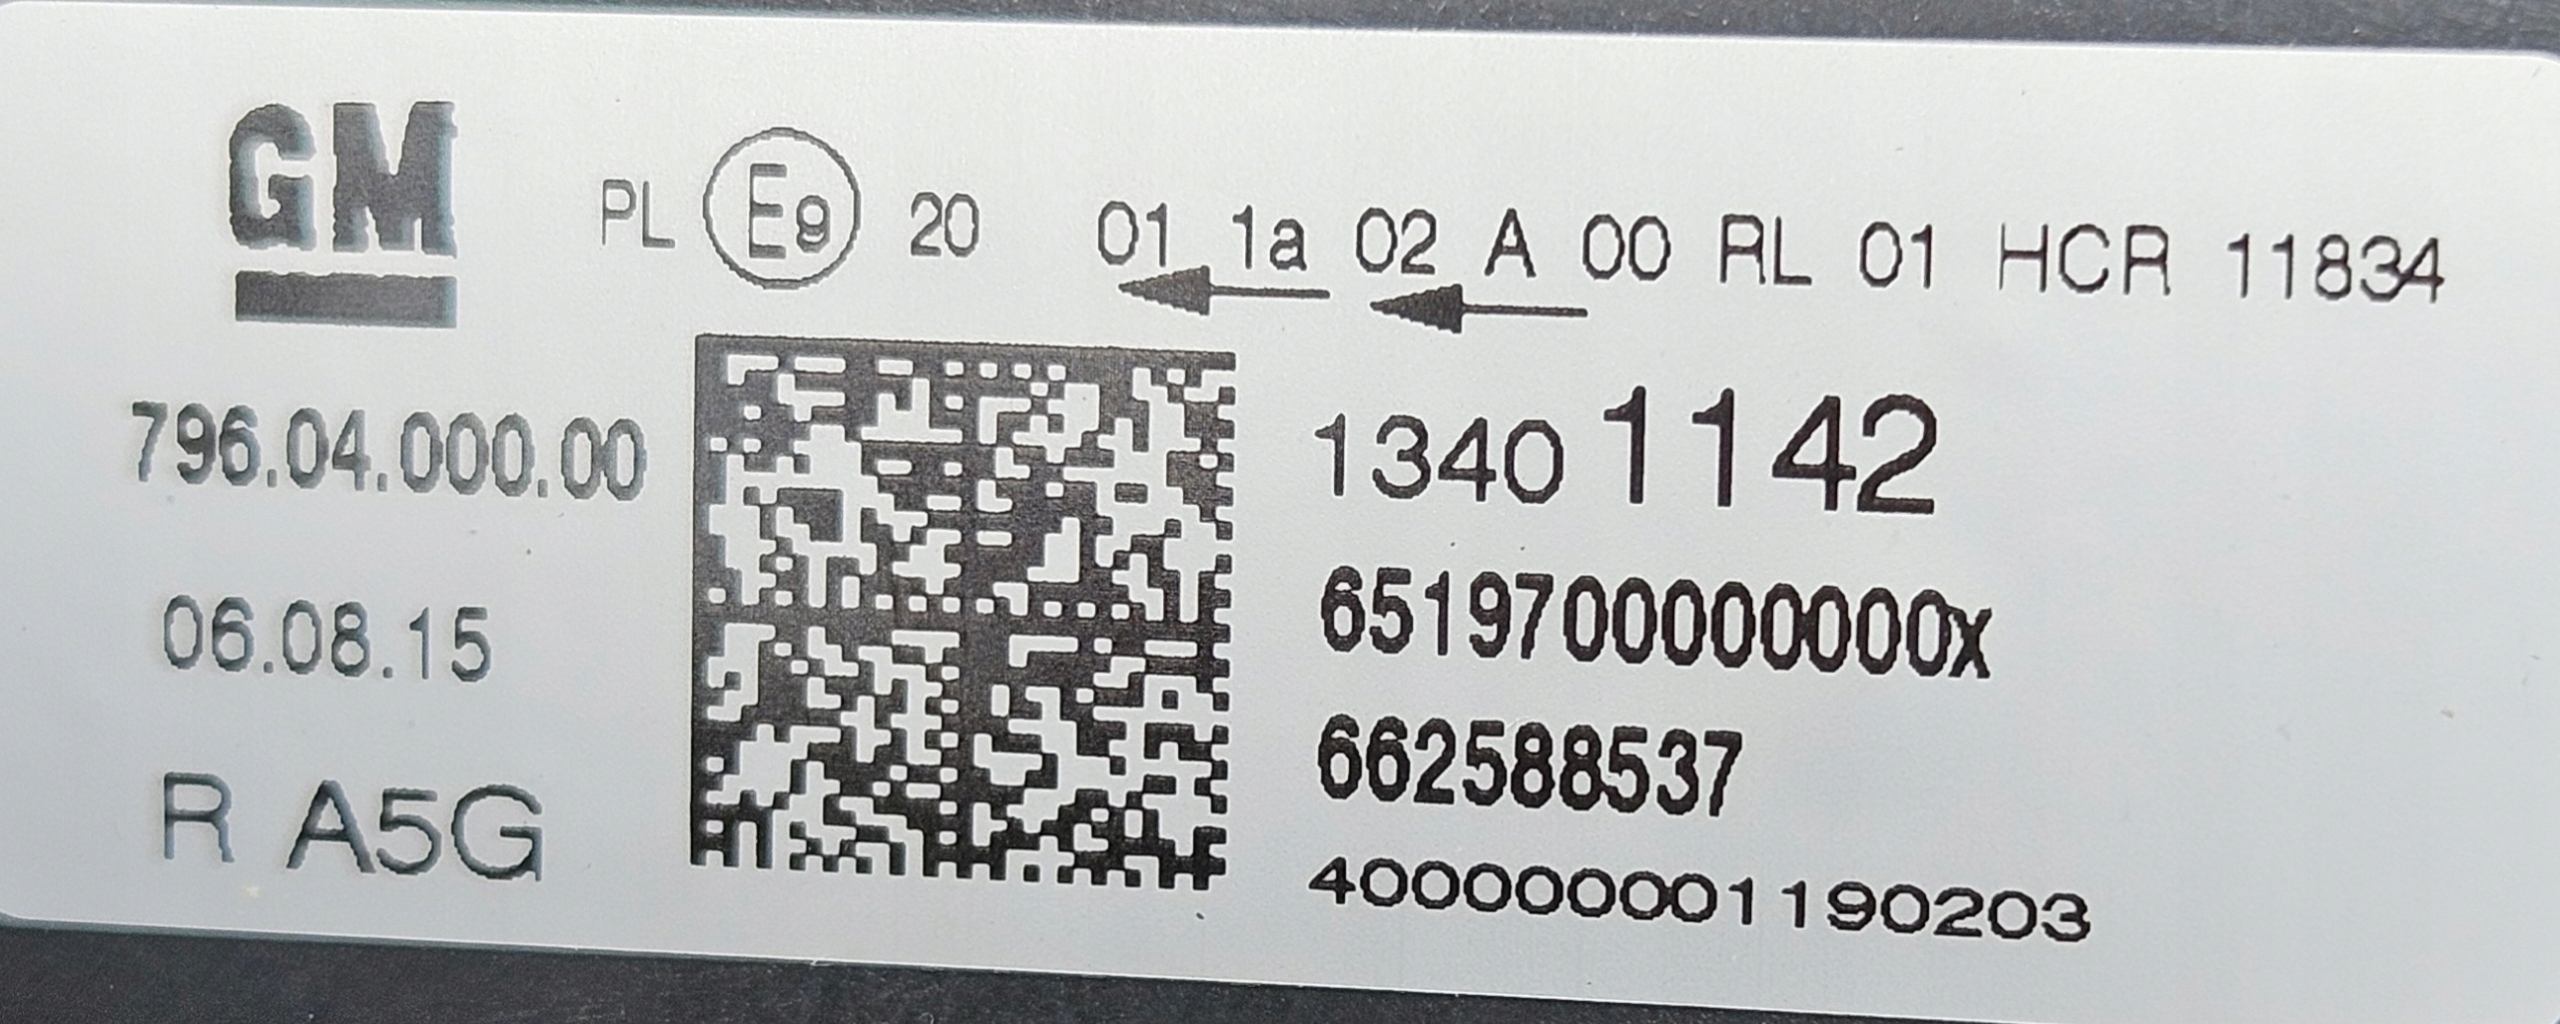 GM
PL E9 20 01 1a 02 A 00 RL 01 HCR 11834
796.04.000.00
13401142
06.08.15
6519700000000X
662588537
R A5G
4000000001190203